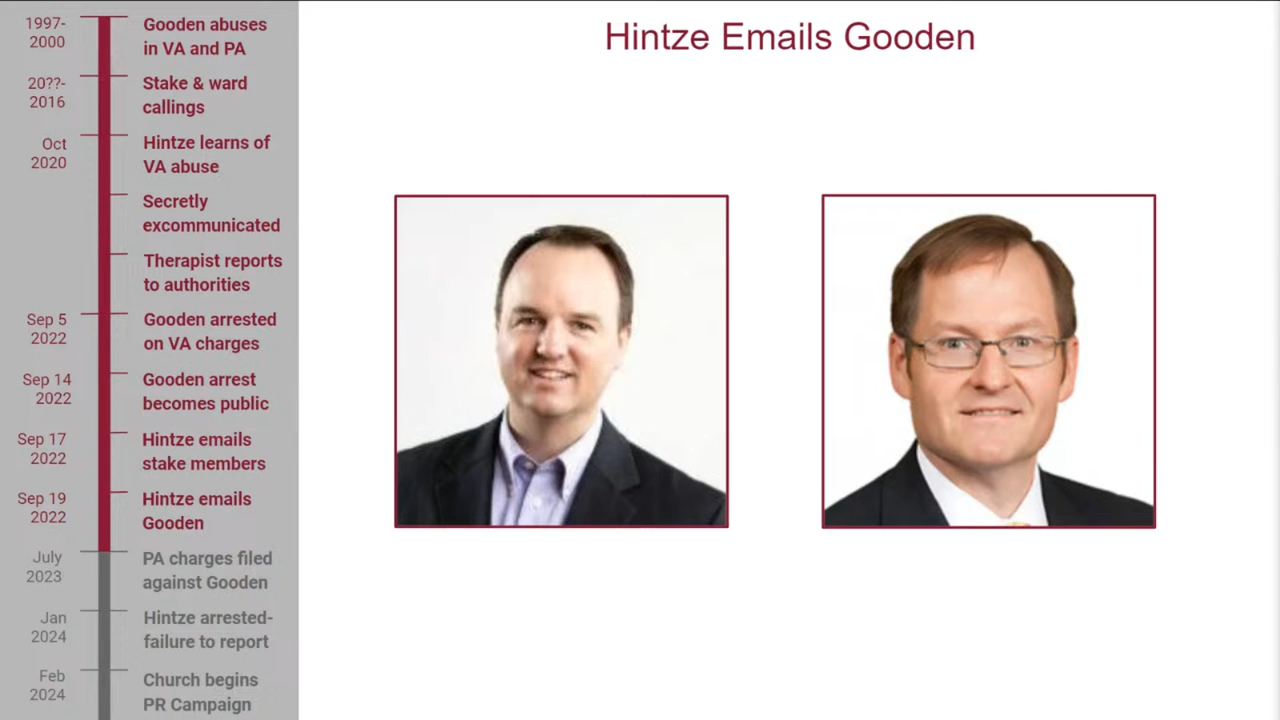 Hintze Emails Gooden
1997-
2000
Gooden abuses
in VA and PA
20??-
2016
Stake & ward
callings
Oct
2020
Hintze learns of
VA abuse
Secretly
excommunicated
Therapist reports
to authorities
Sep 5
2022
Gooden arrested
on VA charges
Sep 14
2022
Gooden arrest
becomes public
Sep 17
2022
Hintze emails
stake members
Sep 19
2022
Hintze emails
Gooden
July
2023
PA charges filed
against Gooden
Jan
2024
Hintze arrested-
failure to report
Feb
2024
Church begins
PR Campaign